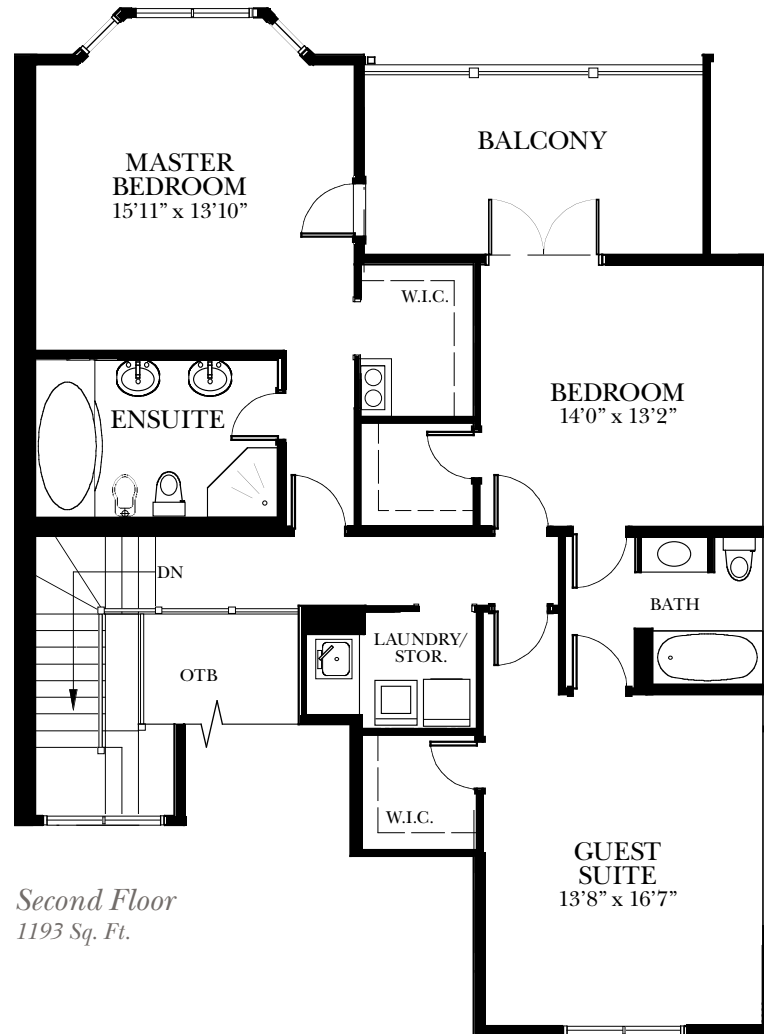 BALCONY
MASTER
BEDROOM
15’11” x 13’10”
W.I.C.
BEDROOM
14’0” x 13’2”
ENSUITE
DN
BATH
LAUNDRY/
STOR.
OTB
W.I.C.
GUEST
SUITE
13’8” x 16’7”
Second Floor
1193 Sq. Ft.